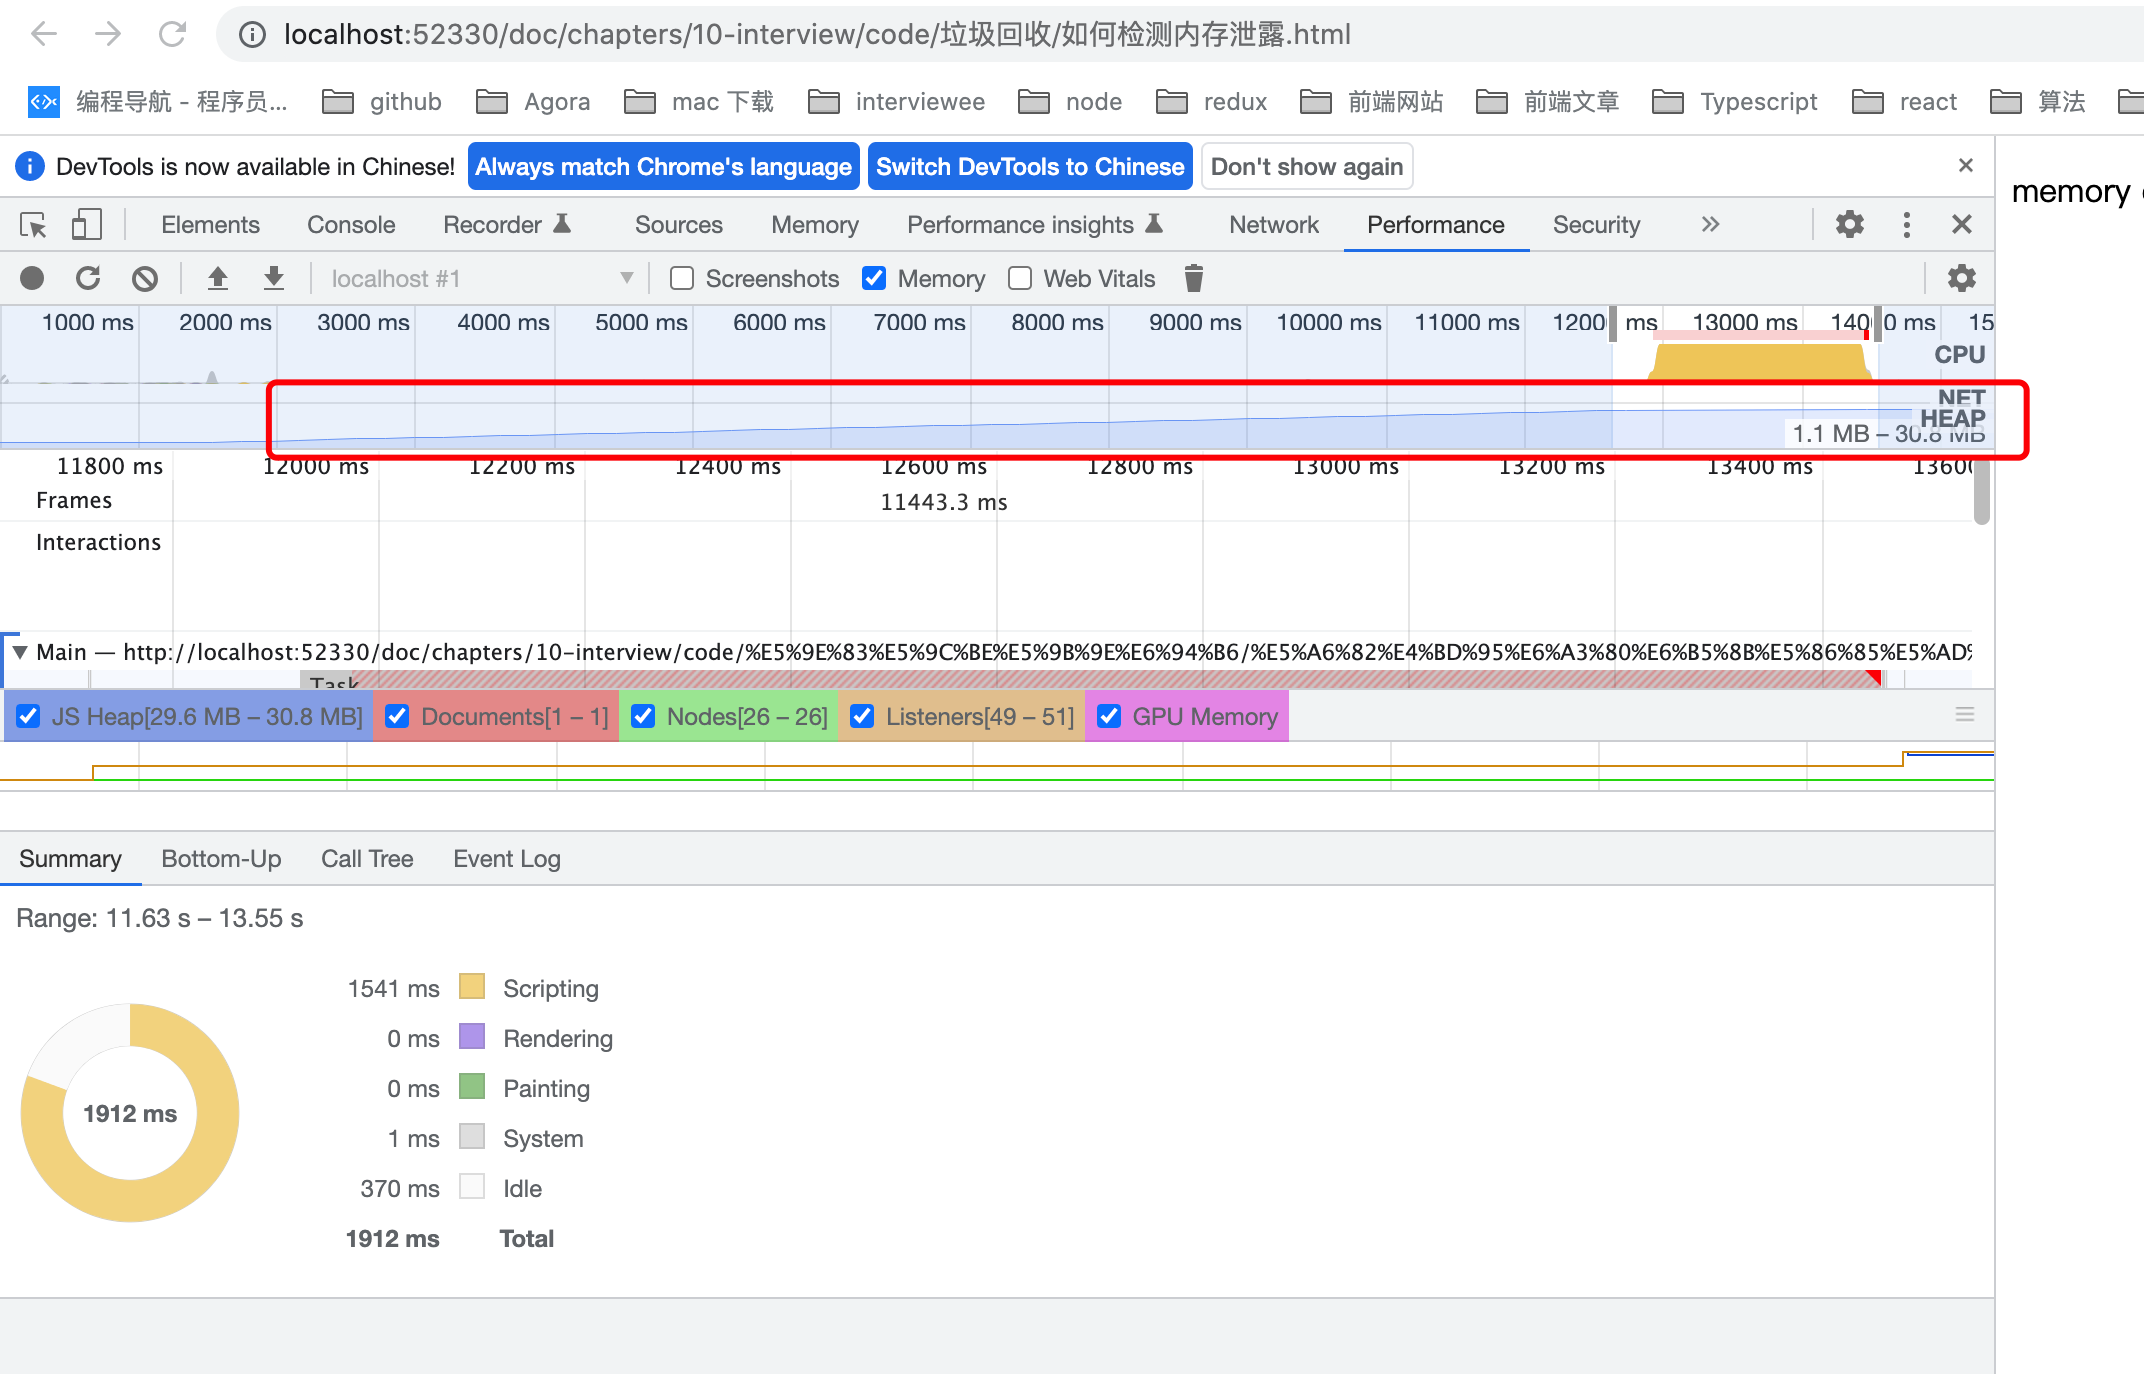 localhost:52330/doc/chapters/10-interview/code/垃圾回收/如何检测内存泄露.html
编程导航 - 程序员... github Agora mac 下载 interviewee node redux 前端网站 前端文章 Typescript react 算法
DevTools is now available in Chinese! Always match Chrome's language Switch DevTools to Chinese Don't show again
memory
Elements Console Recorder Sources Memory Performance insights Network Performance Security
localhost #1 Screenshots Memory Web Vitals
1000 ms 2000 ms 3000 ms 4000 ms 5000 ms 6000 ms 7000 ms 8000 ms 9000 ms 10000 ms 11000 ms 1200 ms 13000 ms 140 0 ms 15
CPU
NET
HEAP
1.1 MB – 30.8 MB
11800 ms 12000 ms 12200 ms 12400 ms 12600 ms 12800 ms 13000 ms 13200 ms 13400 ms 13600
Frames 11443.3 ms
Interactions
Main — http://localhost:52330/doc/chapters/10-interview/code/%E5%9E%83%E5%9C%BE%E5%9B%9E%E6%94%B6/%E5%A6%82%E4%BD%95%E6%A3%80%E6%B5%8B%E5%86%85%E5%AD%
Task
JS Heap[29.6 MB – 30.8 MB] Documents[1 – 1] Nodes[26 – 26] Listeners[49 – 51] GPU Memory
Summary Bottom-Up Call Tree Event Log
Range: 11.63 s – 13.55 s
1541 ms Scripting
0 ms Rendering
0 ms Painting
1912 ms
1 ms System
370 ms Idle
1912 ms Total